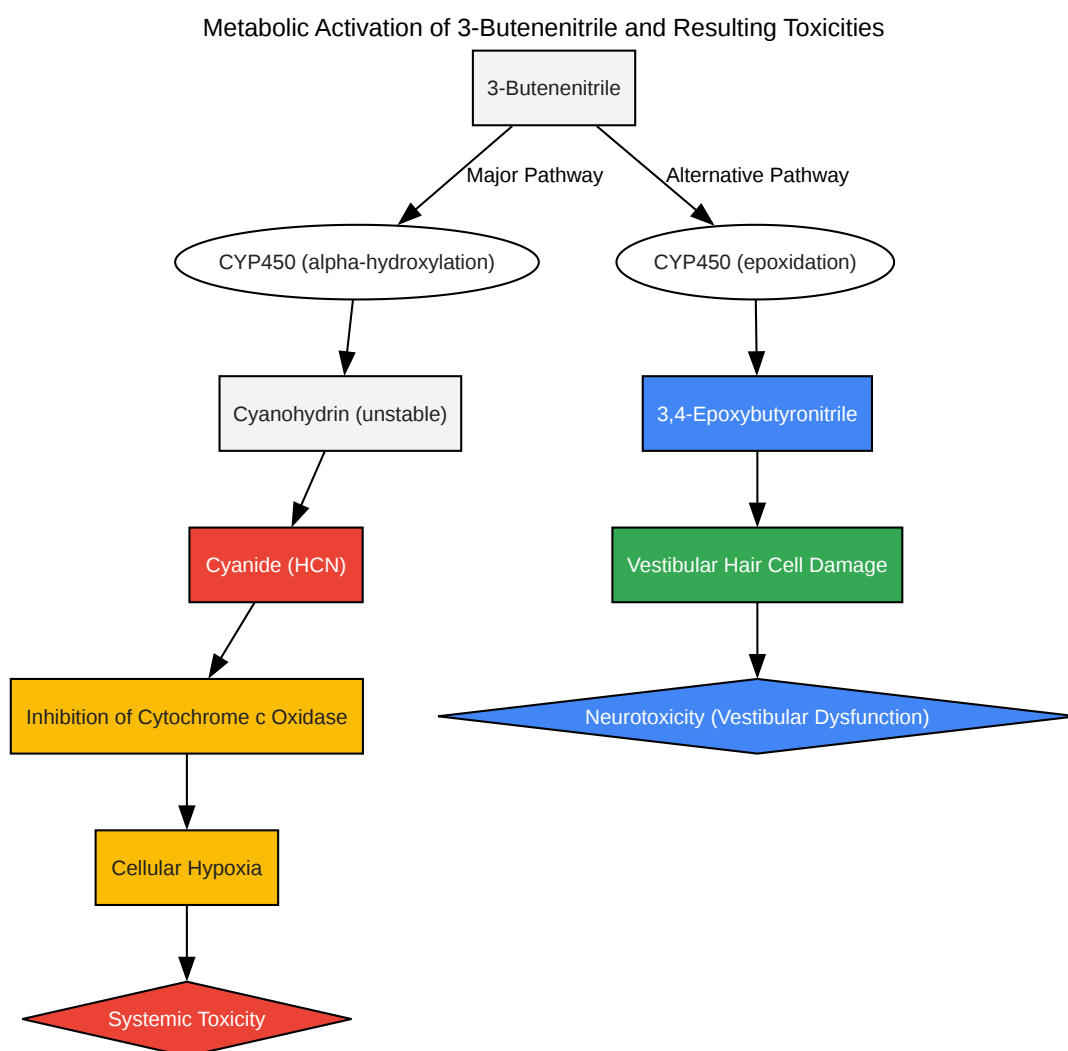 Metabolic Activation of 3-Butenenitrile and Resulting Toxicities
3-Butenenitrile
Major Pathway
Alternative Pathway
CYP450 (alpha-hydroxylation)
CYP450 (epoxidation)
Cyanohydrin (unstable)
3,4-Epoxybutyronitrile
Cyanide (HCN)
Vestibular Hair Cell Damage
Inhibition of Cytochrome c Oxidase
Neurotoxicity (Vestibular Dysfunction)
Cellular Hypoxia
Systemic Toxicity